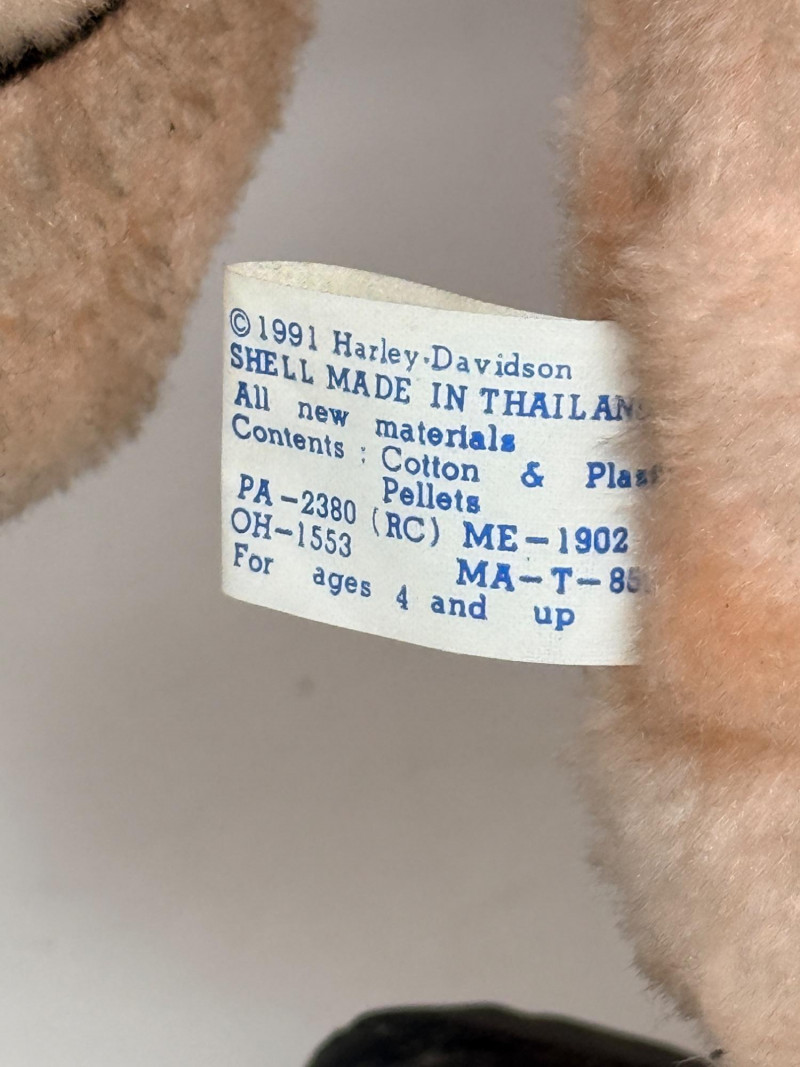 © 1991 Harley-Davidson
SHELL MADE IN
All new materials
Contents : Cotton &
Pellets
PA-2380 (RC) ME-1902
OH-1553 MA-T-
For ages 4 and up